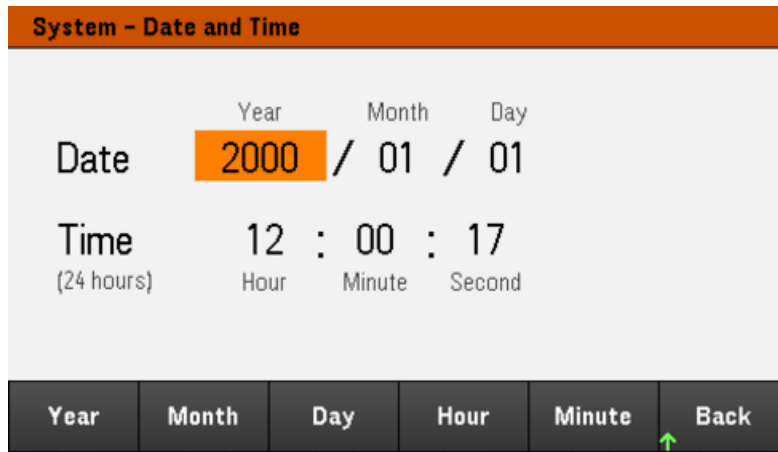 System – Date and Time
Year Month Day
Date 2000 / 01 / 01
Time 12 : 00 : 17
(24 hours) Hour Minute Second
Year Month Day Hour Minute Back